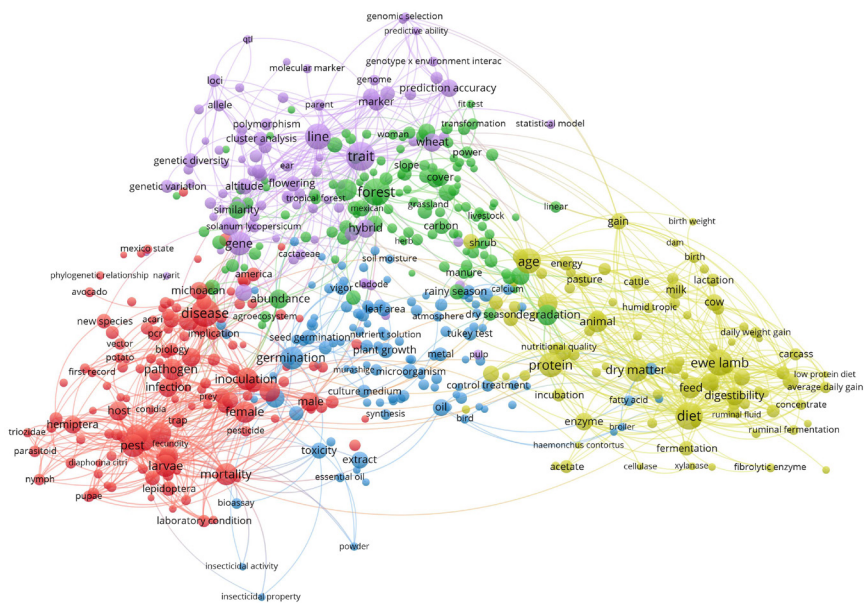 genomic selection
predictive ability
qtl
molecular marker
genotype x environment interac
loci
genome
prediction accuracy
allele
parent
marker
fit test
polymorphism
line
woman
transformation
statistical model
cluster analysis
wheat
power
genetic diversity
ear
trait
slope
cover
genetic variation
altitude
flowering
forest
tropical forest
grassland
similarity
mexican
livestock
linear
solanum lycopersicum
hybrid
carbon
gain
birth weight
gene
herb
shrub
mexico state
cactaceae
soil moisture
age
energy
dam
birth
phylogenetic relationship
nayarit
america
cladode
manure
pasture
cattle
lactation
avocado
michoacan
vigor
rainy season
calcium
milk
abundance
leaf area
humid tropic
cow
new species
acari
disease
agroecosystem
atmosphere
dry season
degradation
animal
pcr
implication
seed germination
nutrient solution
tukey test
daily weight gain
vector
biology
plant growth
metal
pulp
nutritional quality
potato
germination
carcass
first record
pathogen
microorganism
protein
dry matter
ewe lamb
low protein diet
infection
inoculation
murashige
control treatment
feed
digestibility
average daily gain
host
conidia
prey
culture medium
incubation
fatty acid
concentrate
hemiptera
trap
female
male
synthesis
oil
bird
enzyme
diet
ruminal fluid
ruminal fermentation
triozidae
pest
fecundity
pesticide
broiler
parasitoid
toxicity
haemonchus contortus
fermentation
diaphorina citri
larvae
extract
acetate
cellulase
xylanase
fibrolytic enzyme
nymph
mortality
essential oil
pupae
lepidoptera
bioassay
laboratory condition
powder
insecticidal activity
insecticidal property